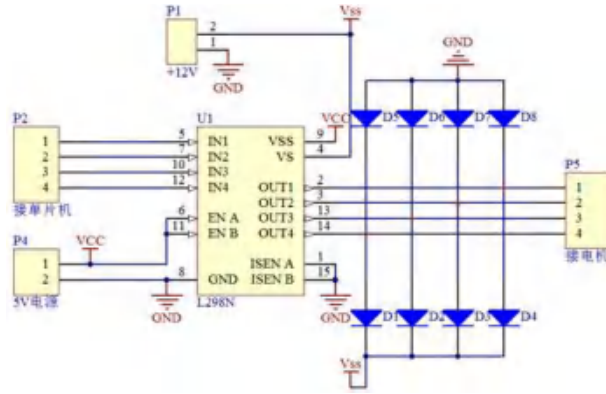 P1
2
1
+12V
GND
Vss
GND
D5
D6
D7
D8
P2
1
2
3
4
接单片机
U1
5
7
10
12
IN1
IN2
IN3
IN4
VSS
VS
9
4
VCC
OUT1
OUT2
OUT3
OUT4
2
3
13
14
P5
1
2
3
4
接电机
6
11
EN A
EN B
P4
1
2
5V电源
VCC
8
GND
GND
ISEN A
ISEN B
1
15
L298N
GND
D1
D2
D3
D4
Vss